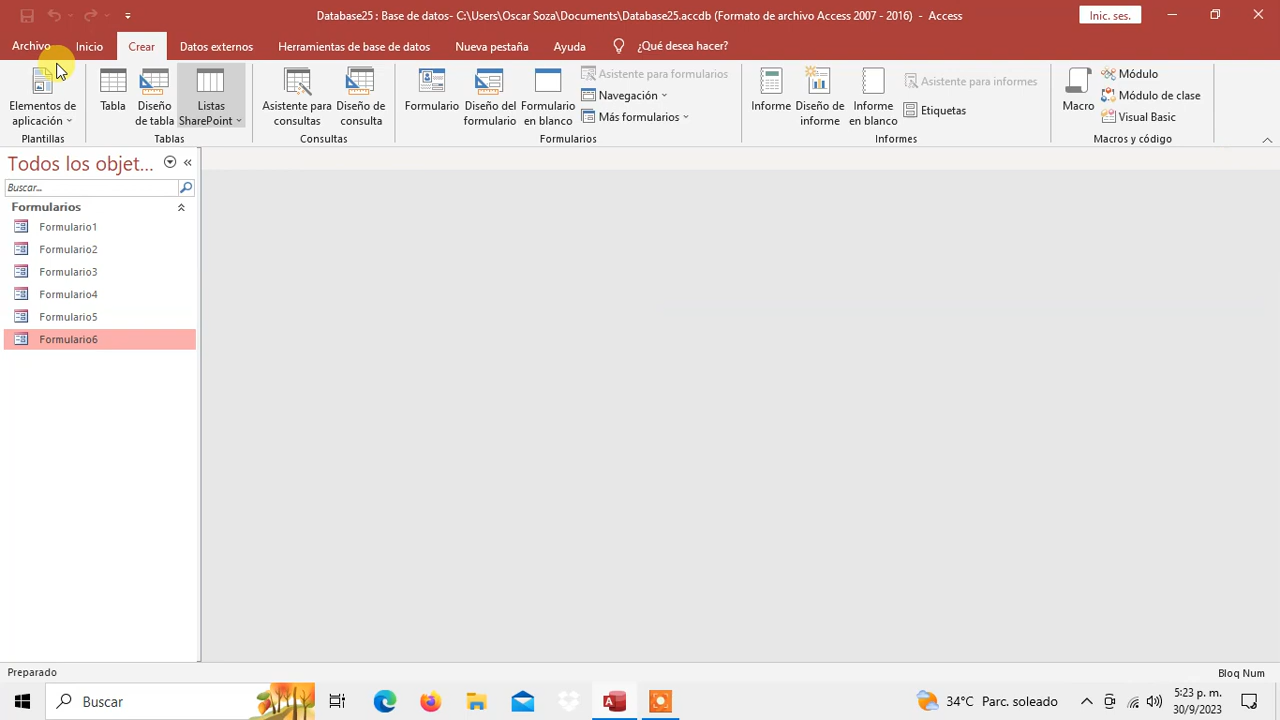 Database25 : Base de datos- C:\Users\Oscar Soza\Documents\Database25.accdb (Formato de archivo Access 2007 - 2016)  -  Access
Inic. ses.
Archivo Inicio Crear Datos externos Herramientas de base de datos Nueva pestaña Ayuda ¿Qué desea hacer?
Elementos de aplicación
Tabla
Diseño de tabla
Listas SharePoint
Asistente para consultas
Diseño de consulta
Formulario
Diseño del formulario
Formulario en blanco
Asistente para formularios
Navegación
Más formularios
Informe
Diseño de informe
Informe en blanco
Asistente para informes
Etiquetas
Macro
Módulo
Módulo de clase
Visual Basic
Plantillas Tablas Consultas Formularios Informes Macros y código
Todos los objet...
Buscar...
Formularios
Formulario1
Formulario2
Formulario3
Formulario4
Formulario5
Formulario6
Preparado
Bloq Num
Buscar
34°C Parc. soleado
5:23 p. m.
30/9/2023